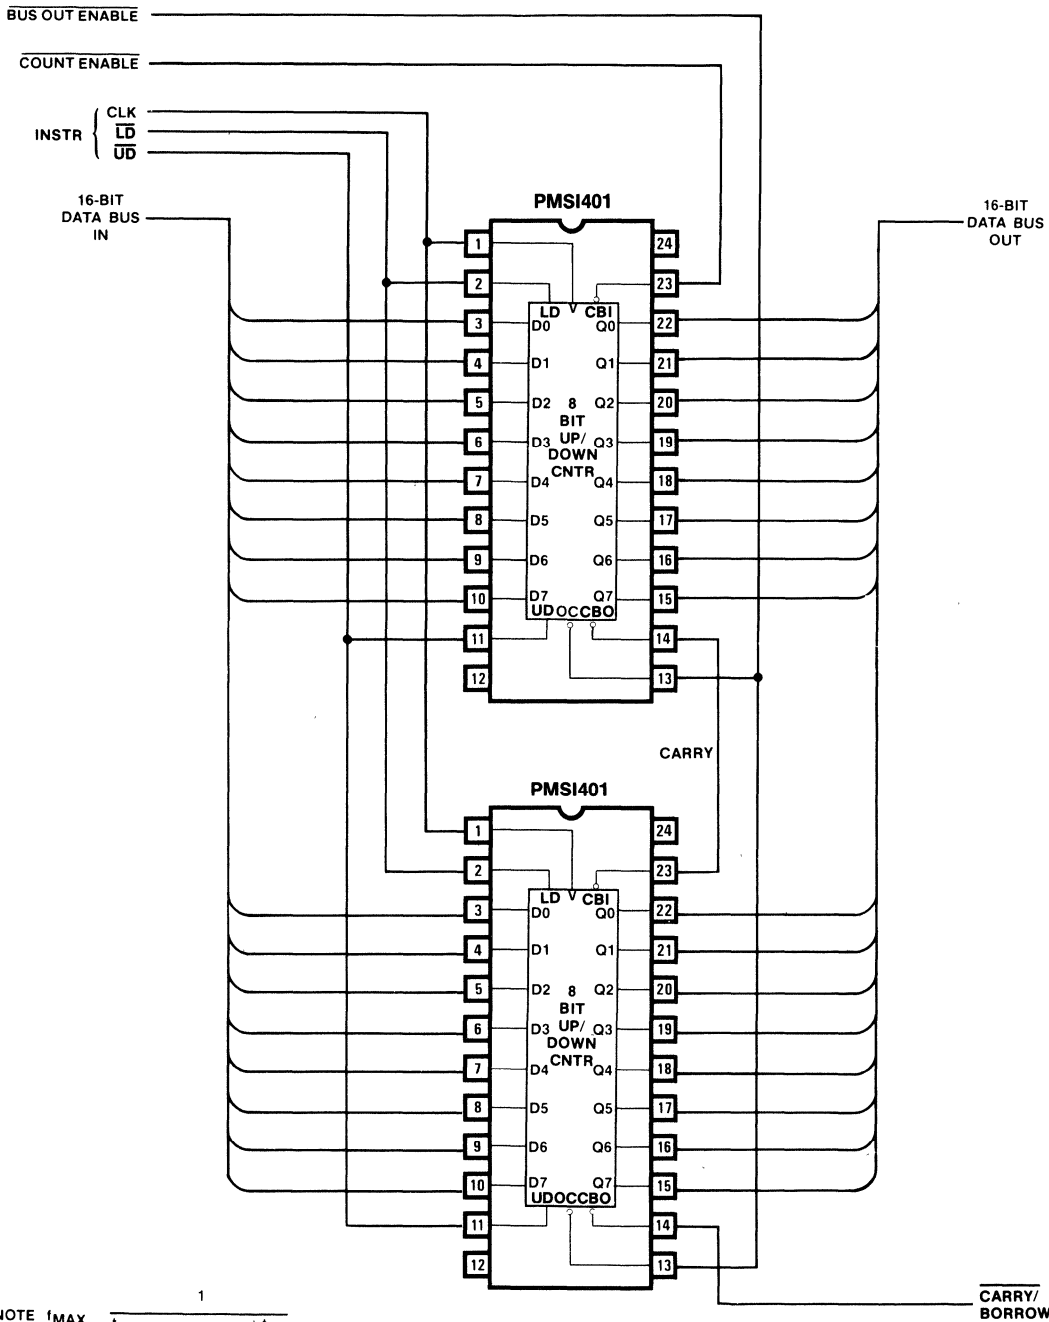 BUS OUT ENABLE
COUNT ENABLE
INSTR { CLK
LD
UD
16-BIT
DATA BUS
IN
16-BIT
DATA BUS
OUT
PMSI401
1 24
2 23
LD V CBI
3 D0 Q0 22
4 D1 Q1 21
5 D2 8 Q2 20
BIT
6 D3 UP/ Q3 19
DOWN
CNTR
7 D4 Q4 18
8 D5 Q5 17
9 D6 Q6 16
10 D7 Q7 15
UD OC CBO
11 14
12 13
CARRY
PMSI401
1 24
2 23
LD V CBI
3 D0 Q0 22
4 D1 Q1 21
5 D2 8 Q2 20
BIT
6 D3 UP/ Q3 19
DOWN
CNTR
7 D4 Q4 18
8 D5 Q5 17
9 D6 Q6 16
10 D7 Q7 15
UD OC CBO
11 14
12 13
CARRY/
BORROW
1
NOTE fMAX